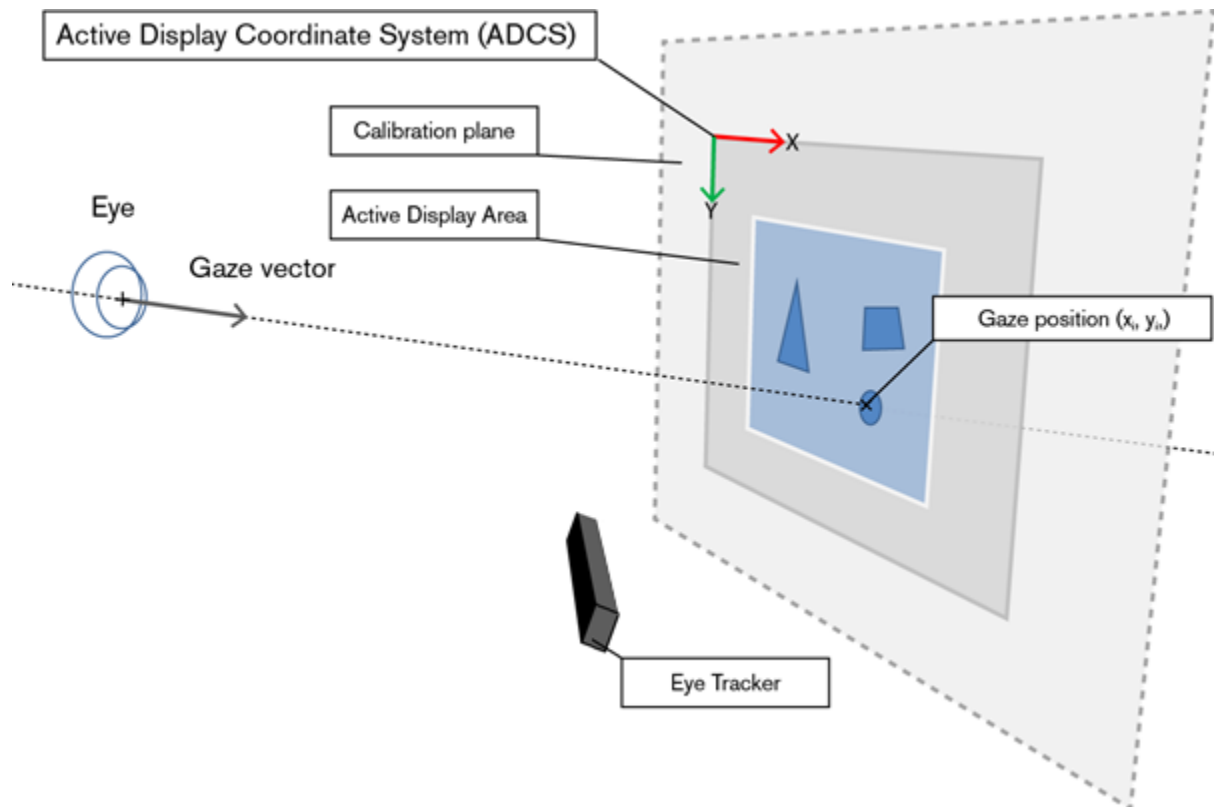 Active Display Coordinate System (ADCS)
Calibration plane
X
Active Display Area
Y
Eye
Gaze vector
Gaze position (xᵢ, yᵢ,)
Eye Tracker